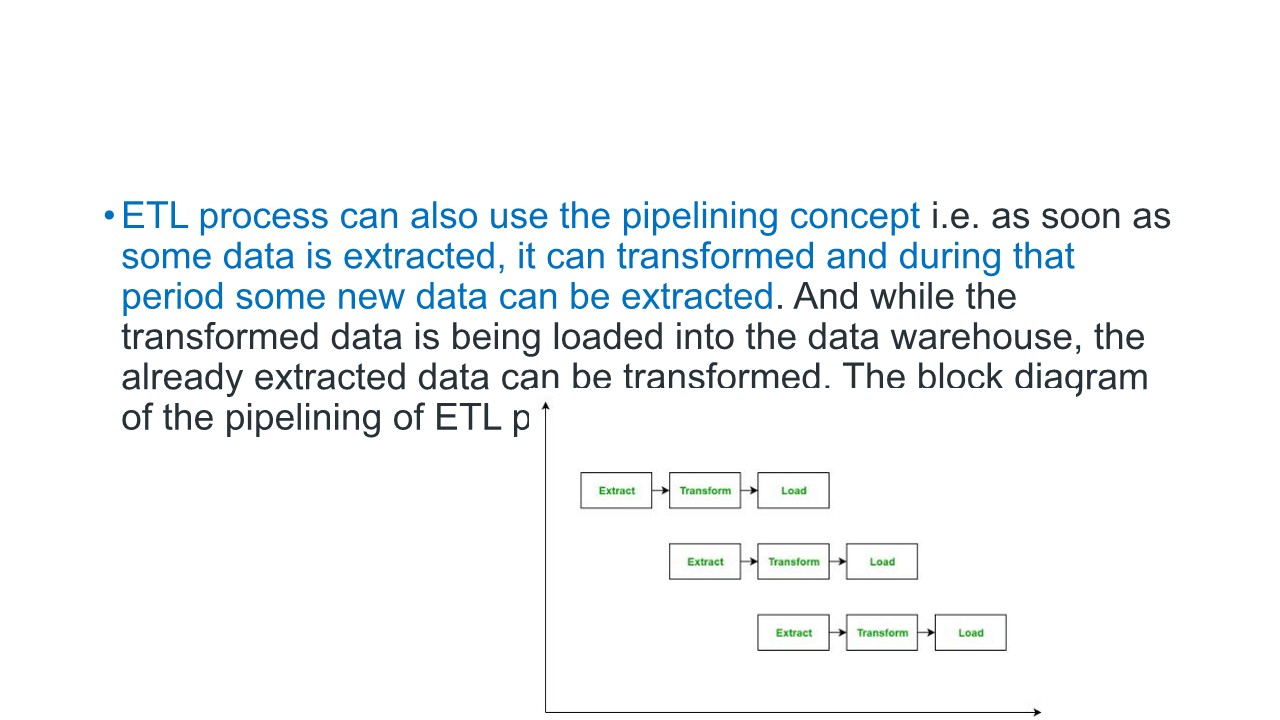 • ETL process can also use the pipelining concept i.e. as soon as
some data is extracted, it can transformed and during that
period some new data can be extracted. And while the
transformed data is being loaded into the data warehouse, the
already extracted data can be transformed. The block diagram
of the pipelining of ETL p
Extract Transform Load
Extract Transform Load
Extract Transform Load